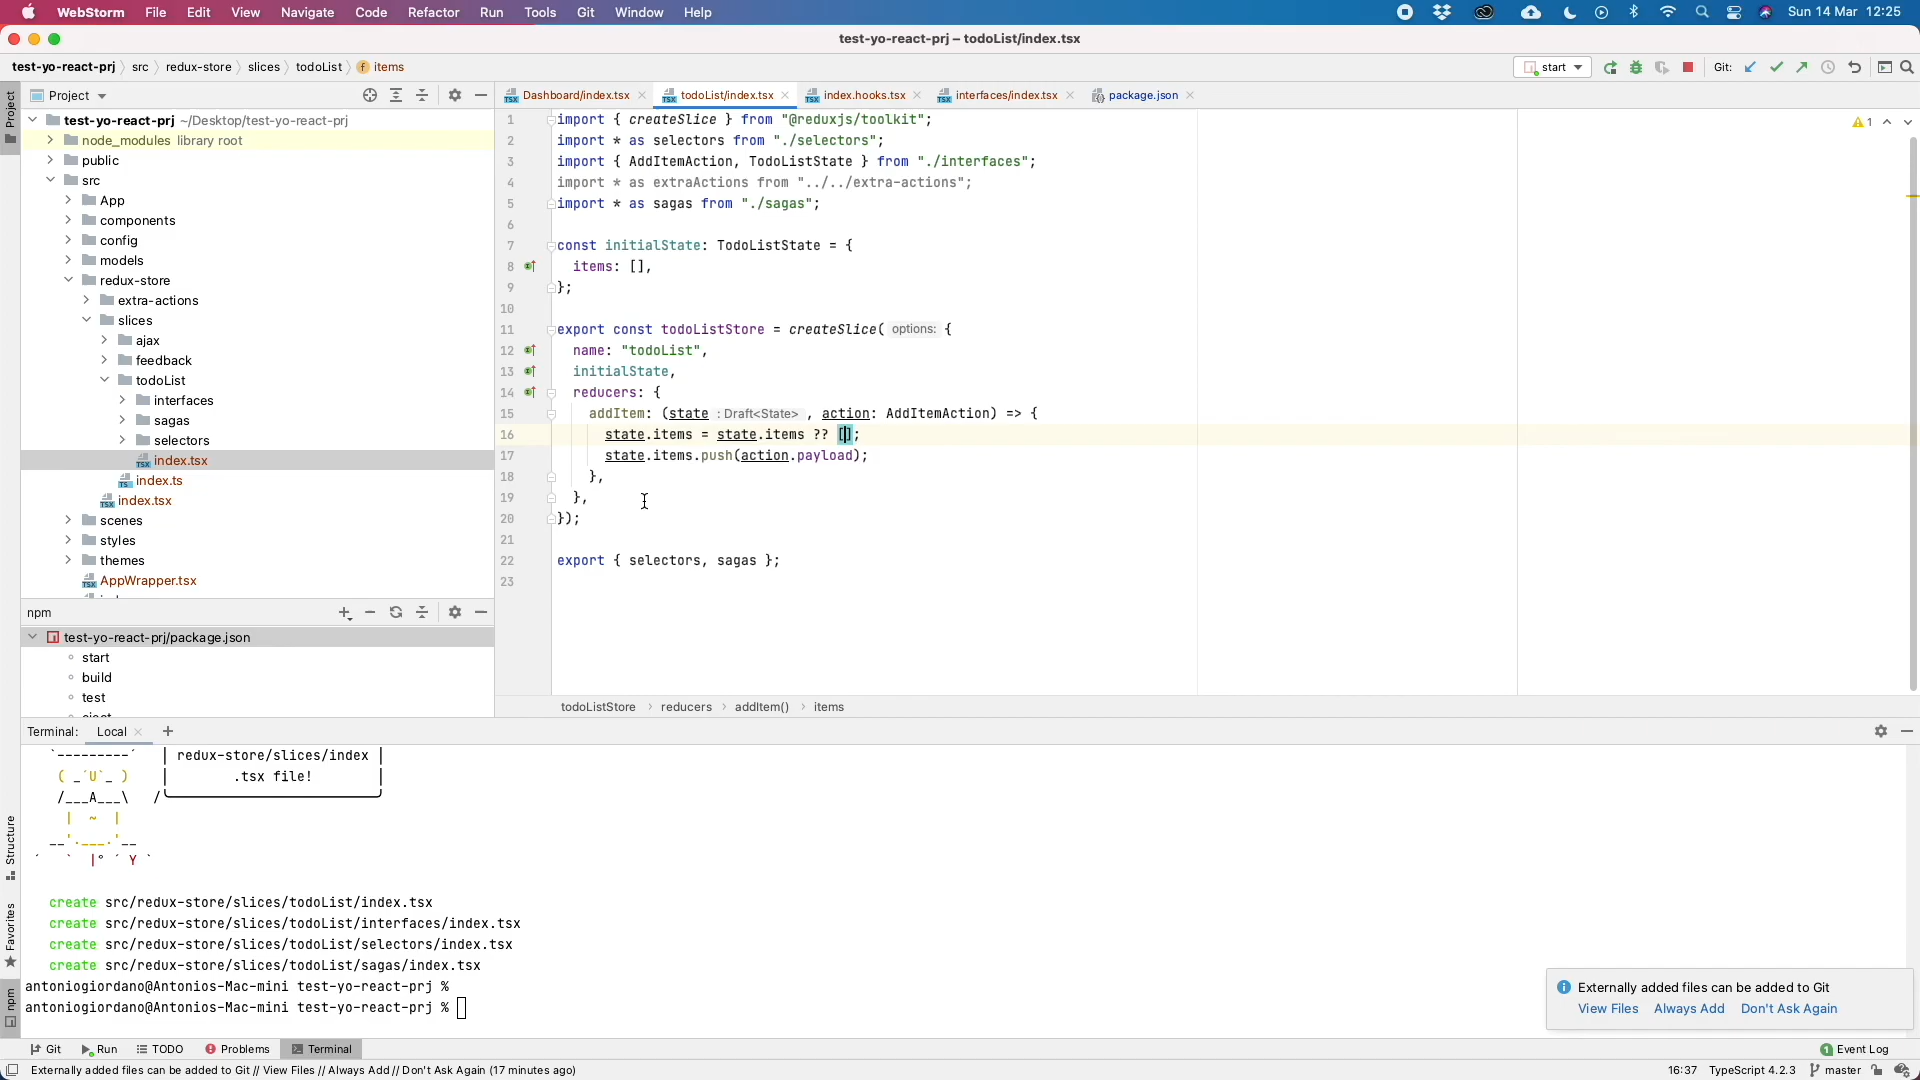 WebStorm File Edit View Navigate Code Refactor Run Tools Git Window Help Sun 14 Mar 12:25
test-yo-react-prj – todoList/index.tsx
test-yo-react-prj src redux-store slices todoList f items start Git:
Project Dashboard/index.tsx todoList/index.tsx index.hooks.tsx interfaces/index.tsx package.json
Project
test-yo-react-prj ~/Desktop/test-yo-react-prj
node_modules library root
public
src
App
components
config
models
redux-store
extra-actions
slices
ajax
feedback
todoList
interfaces
sagas
selectors
index.tsx
index.ts
index.tsx
scenes
styles
themes
AppWrapper.tsx
1 import { createSlice } from "@reduxjs/toolkit";
2 import * as selectors from "./selectors";
3 import { AddItemAction, TodoListState } from "./interfaces";
4 import * as extraActions from "../../extra-actions";
5 import * as sagas from "./sagas";
6
7 const initialState: TodoListState = {
8 items: [],
9 };
10
11 export const todoListStore = createSlice( options: {
12 name: "todoList",
13 initialState,
14 reducers: {
15 addItem: (state : Draft<State> , action: AddItemAction) => {
16 state.items = state.items ?? [];
17 state.items.push(action.payload);
18 },
19 },
20 });
21
22 export { selectors, sagas };
23
1
todoListStore reducers addItem() items
npm
test-yo-react-prj/package.json
start
build
test
Terminal: Local
`---------´ │ redux-store/slices/index │
( _´U`_ ) │ .tsx file! │
/___A___\ /╰──────────────────────────╯
| ~ |
__'.___.'__
´ ` |° ´ Y `
create src/redux-store/slices/todoList/index.tsx
create src/redux-store/slices/todoList/interfaces/index.tsx
create src/redux-store/slices/todoList/selectors/index.tsx
create src/redux-store/slices/todoList/sagas/index.tsx
antoniogiordano@Antonios-Mac-mini test-yo-react-prj %
antoniogiordano@Antonios-Mac-mini test-yo-react-prj %
Structure
Favorites
npm
Externally added files can be added to Git
View Files Always Add Don't Ask Again
Git Run TODO Problems Terminal 1 Event Log
Externally added files can be added to Git // View Files // Always Add // Don't Ask Again (17 minutes ago) 16:37 TypeScript 4.2.3 master